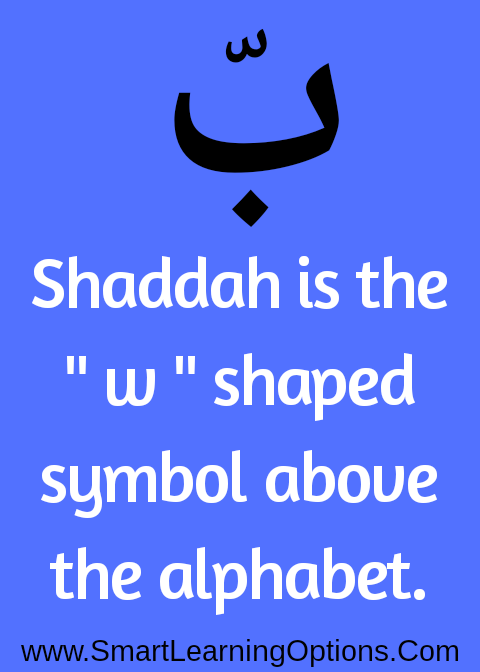 بّ
Shaddah is the
" w " shaped
symbol above
the alphabet.
www.SmartLearningOptions.Com